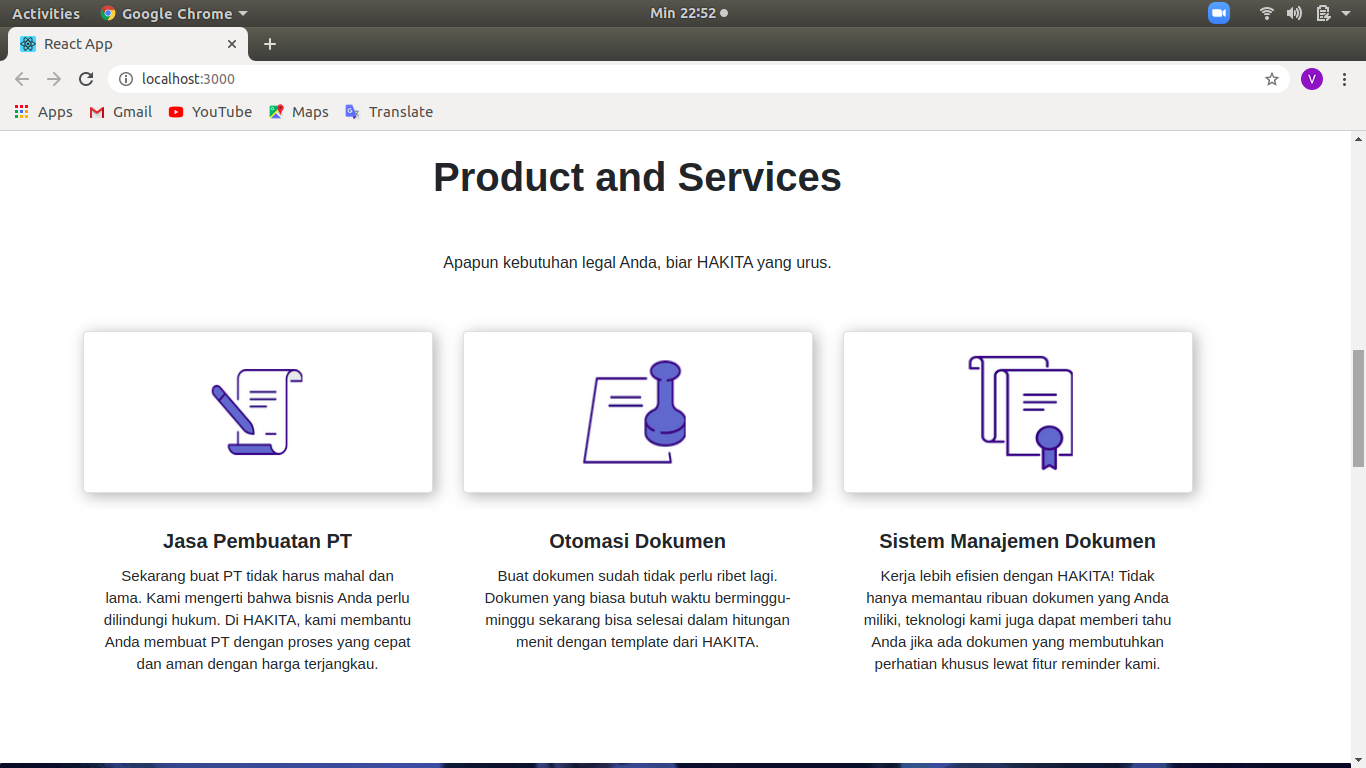 Activities
Google Chrome
Min 22:52
React App
localhost:3000
V
Apps
Gmail
YouTube
Maps
Translate
Product and Services
Apapun kebutuhan legal Anda, biar HAKITA yang urus.
Jasa Pembuatan PT
Sekarang buat PT tidak harus mahal dan
lama. Kami mengerti bahwa bisnis Anda perlu
dilindungi hukum. Di HAKITA, kami membantu
Anda membuat PT dengan proses yang cepat
dan aman dengan harga terjangkau.
Otomasi Dokumen
Buat dokumen sudah tidak perlu ribet lagi.
Dokumen yang biasa butuh waktu berminggu-
minggu sekarang bisa selesai dalam hitungan
menit dengan template dari HAKITA.
Sistem Manajemen Dokumen
Kerja lebih efisien dengan HAKITA! Tidak
hanya memantau ribuan dokumen yang Anda
miliki, teknologi kami juga dapat memberi tahu
Anda jika ada dokumen yang membutuhkan
perhatian khusus lewat fitur reminder kami.